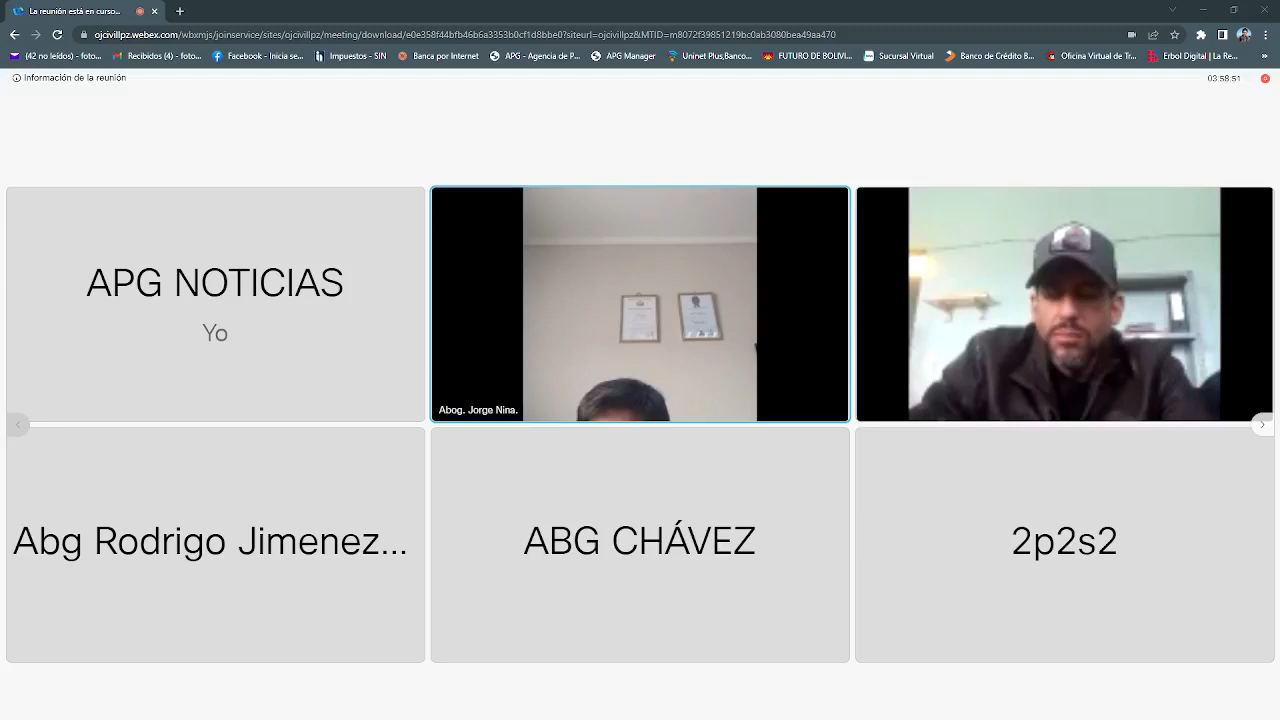 La reunión está en curso...
ojcivillpz.webex.com/wbxmjs/joinservice/sites/ojcivillpz/meeting/download/e0e358f44bfb46b6a3353d0cf1d8bbe0?siteurl=ojcivillpz&MTID=m8072f39851219bc0ab3080bea49aa470
(42 no leídos) - foto...
Recibidos (4) - fotog...
Facebook - Inicia se...
Impuestos - SIN
Banca por Internet
APG - Agencia de P...
APG Manager
Uninet Plus,Banco...
FUTURO DE BOLIVI...
Sucursal Virtual
Banco de Crédito B...
Oficina Virtual de Tr...
Erbol Digital | La Re...
»
Información de la reunión
03:58:51
APG NOTICIAS
Yo
Abog. Jorge Nina.
Abg Rodrigo Jimenez...
ABG CHÁVEZ
2p2s2